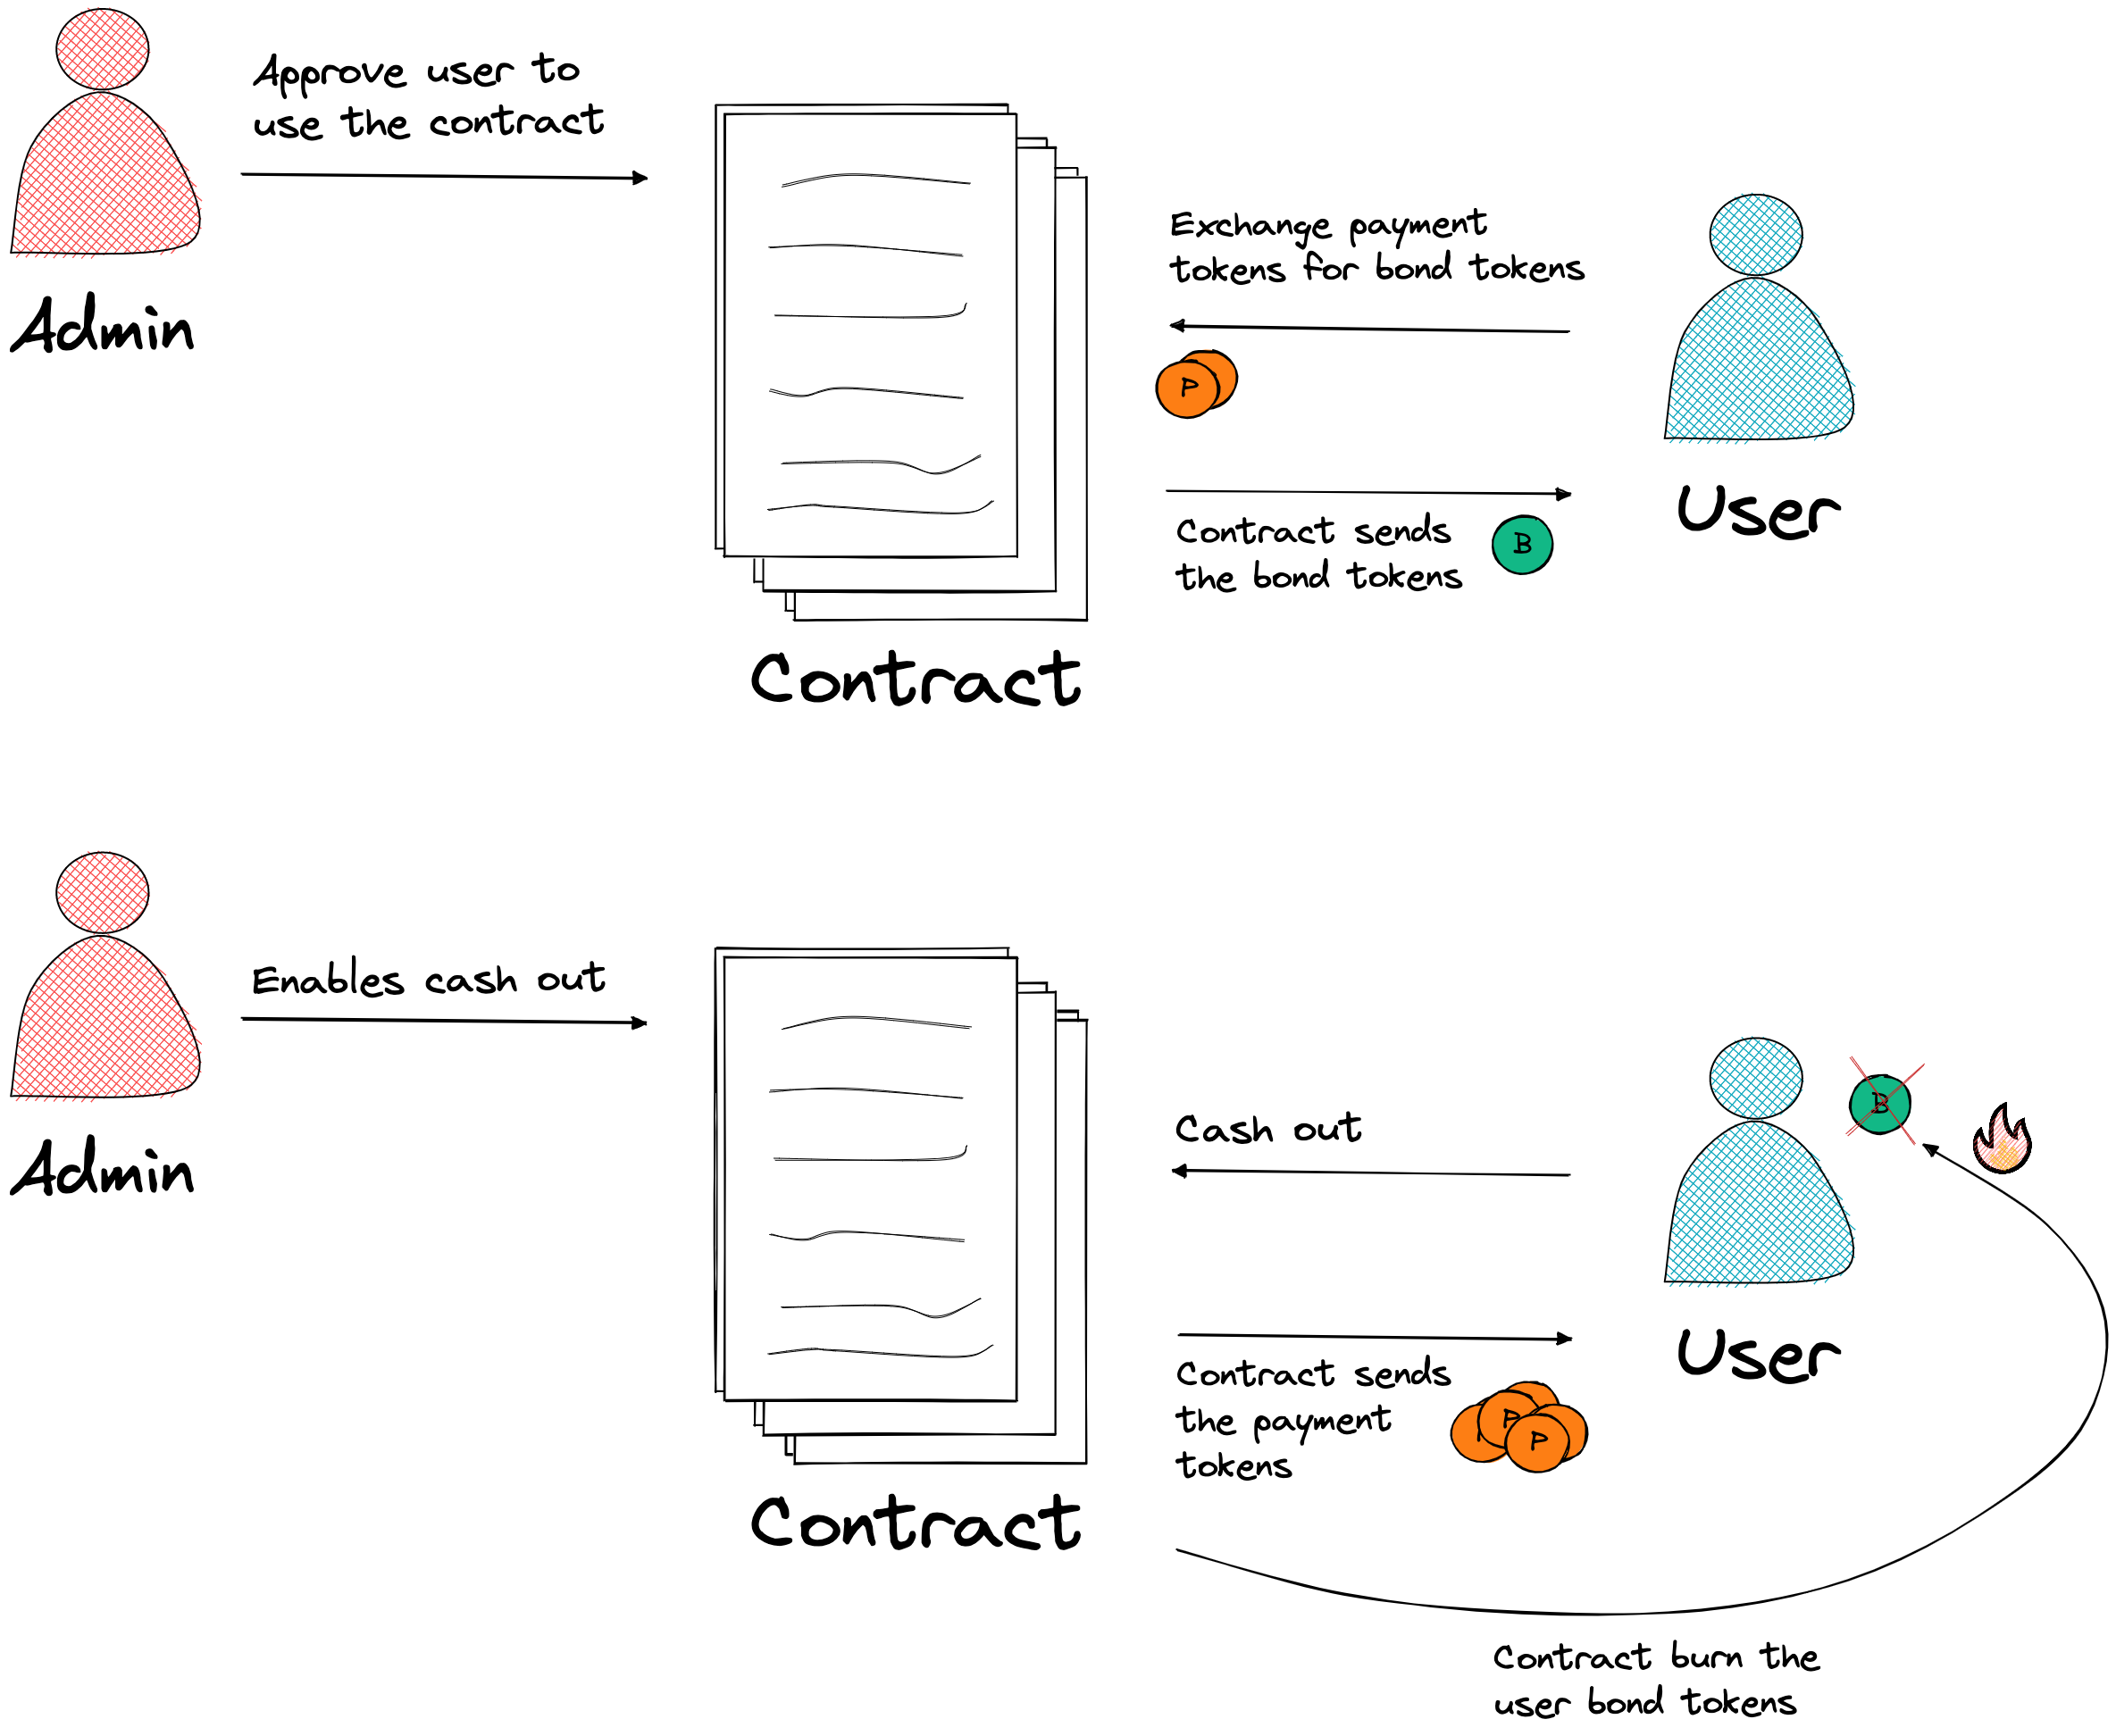 Approve user to
use the contract
Admin
Exchange payment
tokens for bond tokens
P
Contract sends
the bond tokens
B
User
Contract
Enables cash out
Admin
Cash out
B
Contract sends
the payment
tokens
P
P
User
Contract
Contract burn the
user bond tokens